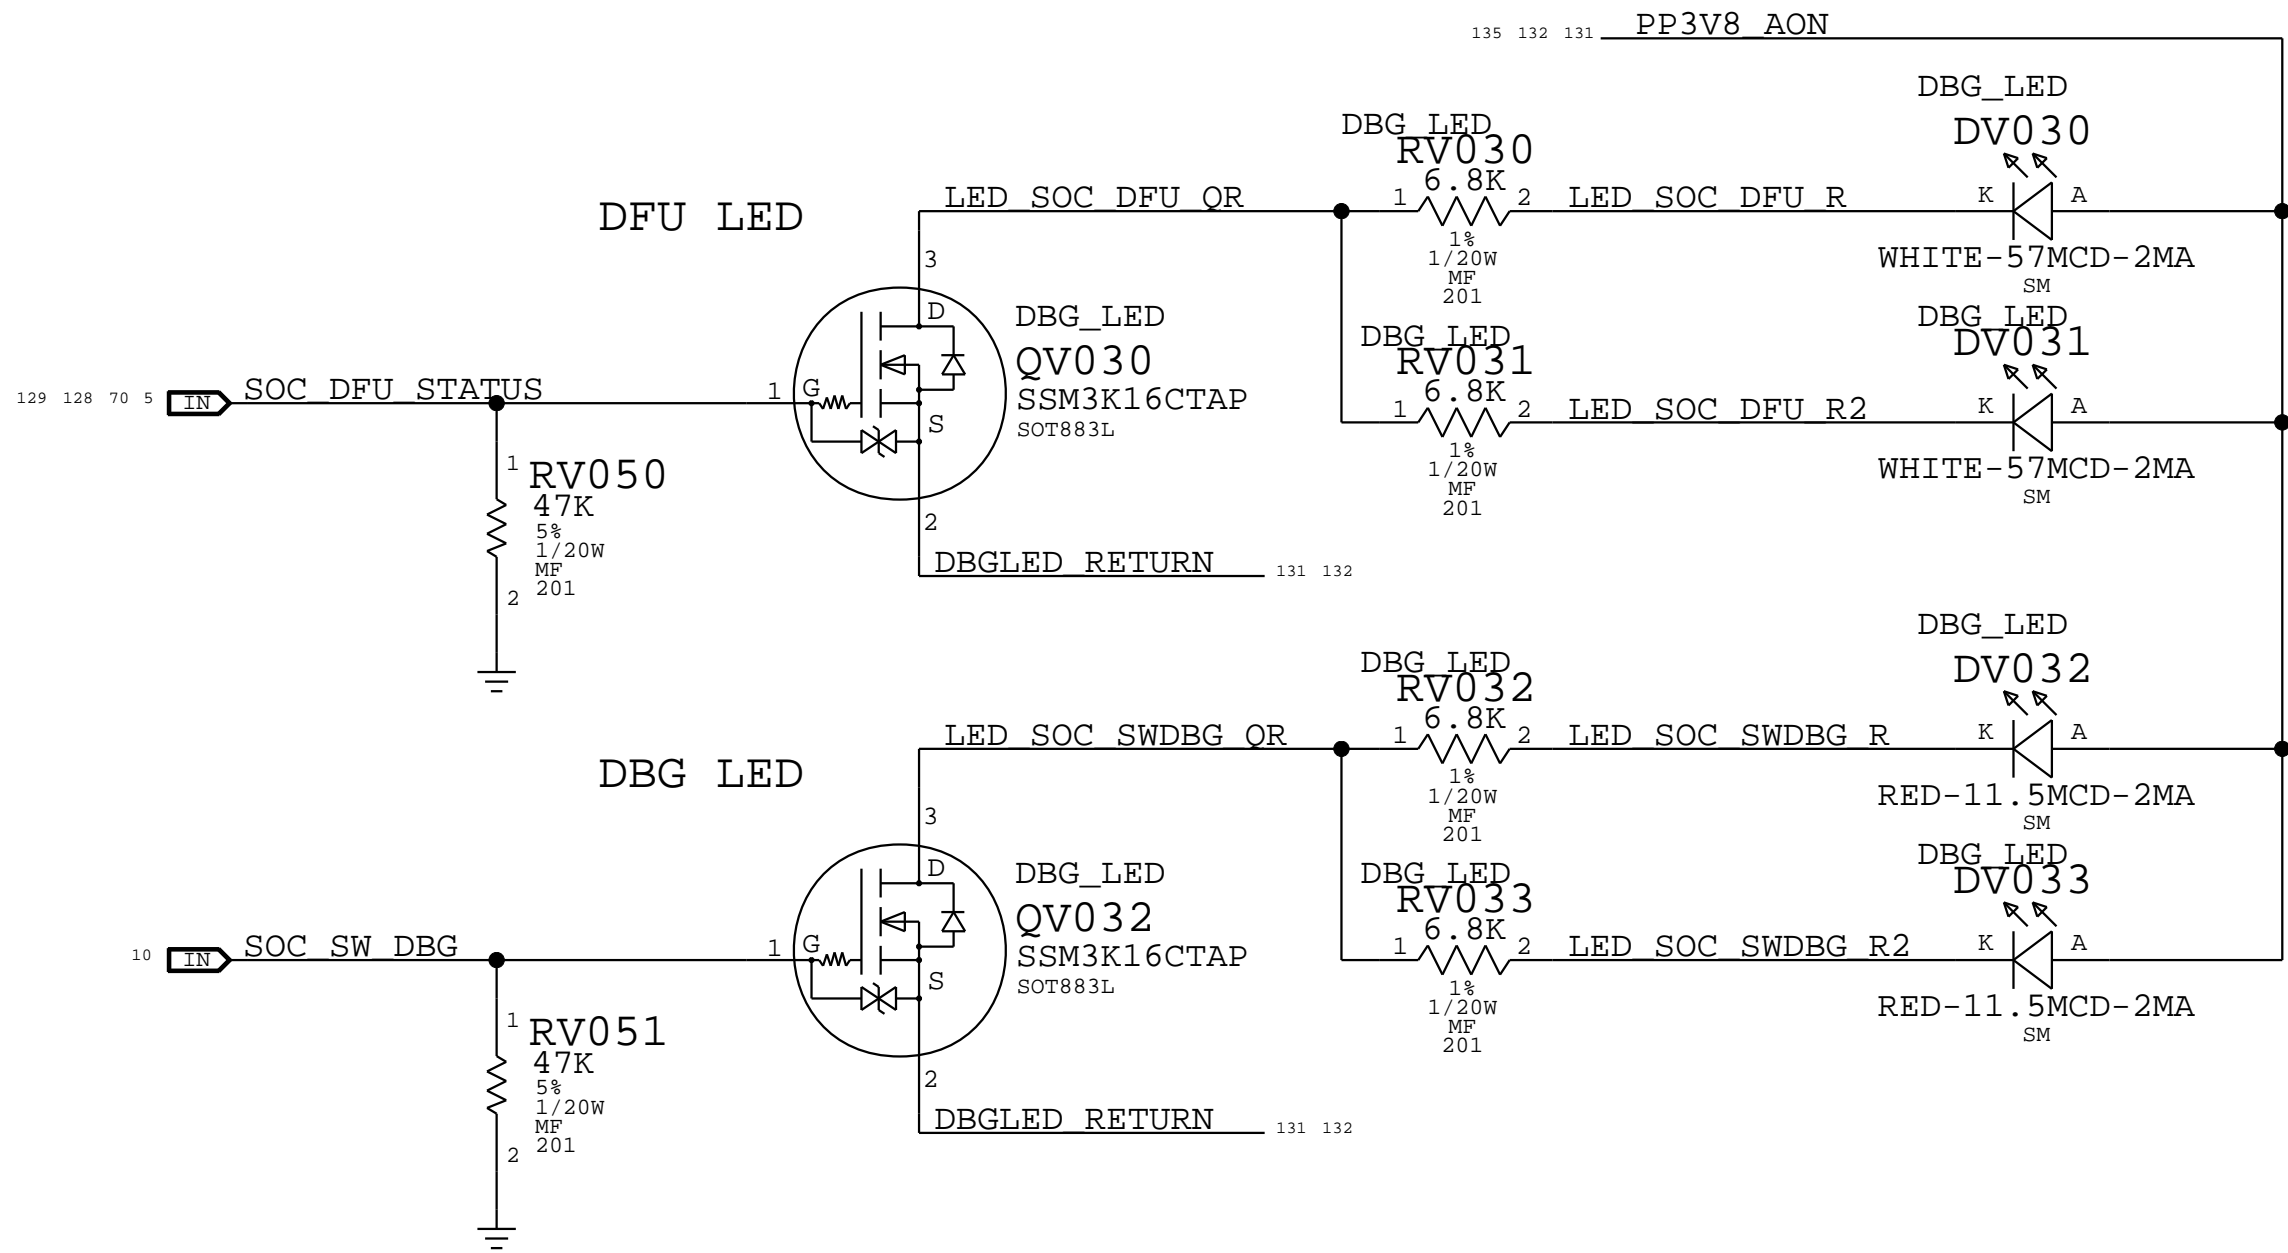 135 132 131 PP3V8_AON
DFU LED
129 128 70 5 IN SOC_DFU_STATUS
1
RV050
47K
5%
1/20W
MF
201
2
1 G
D
S
3
2
DBG_LED
QV030
SSM3K16CTAP
SOT883L
LED_SOC_DFU_QR
DBGLED_RETURN 131 132
DBG_LED
RV030
6.8K
1 2
1%
1/20W
MF
201
LED_SOC_DFU_R
DBG_LED
DV030
K A
WHITE-57MCD-2MA
SM
DBG_LED
RV031
6.8K
1 2
1%
1/20W
MF
201
LED_SOC_DFU_R2
DBG_LED
DV031
K A
WHITE-57MCD-2MA
SM
DBG LED
10 IN SOC_SW_DBG
1
RV051
47K
5%
1/20W
MF
201
2
1 G
D
S
3
2
DBG_LED
QV032
SSM3K16CTAP
SOT883L
LED_SOC_SWDBG_QR
DBGLED_RETURN 131 132
DBG_LED
RV032
6.8K
1 2
1%
1/20W
MF
201
LED_SOC_SWDBG_R
DBG_LED
DV032
K A
RED-11.5MCD-2MA
SM
DBG_LED
RV033
6.8K
1 2
1%
1/20W
MF
201
LED_SOC_SWDBG_R2
DBG_LED
DV033
K A
RED-11.5MCD-2MA
SM